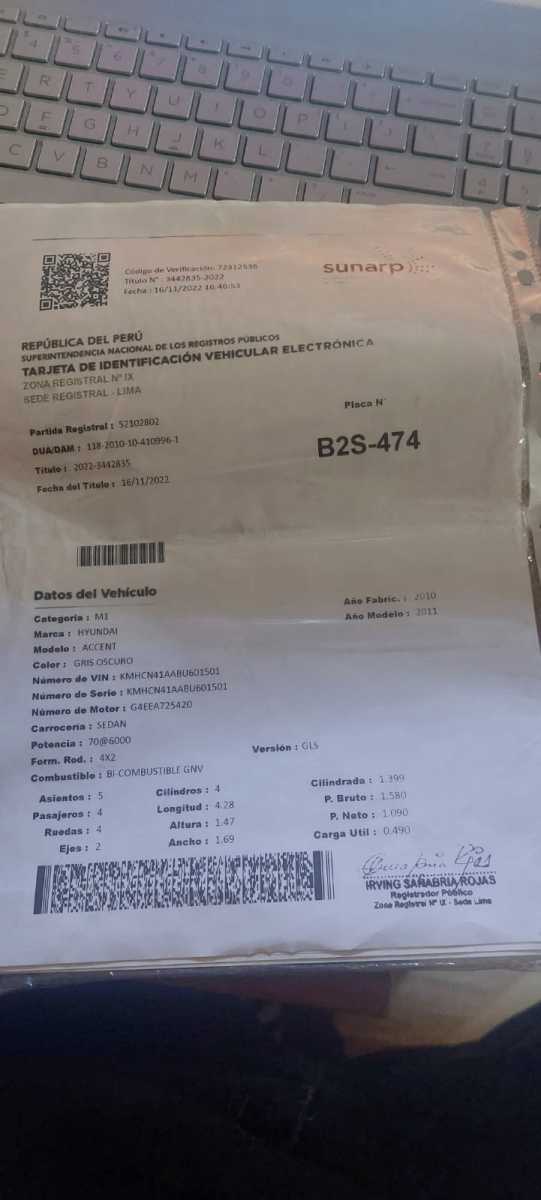 Código de Verificación: 72312536
Título N° : 3442835-2022
Fecha : 16/11/2022 16:46:53
sunarp
REPÚBLICA DEL PERÚ
SUPERINTENDENCIA NACIONAL DE LOS REGISTROS PÚBLICOS
TARJETA DE IDENTIFICACIÓN VEHICULAR ELECTRÓNICA
ZONA REGISTRAL N° IX
SEDE REGISTRAL - LIMA
Partida Registral : 52102802
DUA/DAM : 118-2010-10-410996-1
Título : 2022-3442835
Fecha del Título : 16/11/2022
Placa N°
B2S-474
Datos del Vehículo
Categoría : M1
Marca : HYUNDAI
Modelo : ACCENT
Color : GRIS OSCURO
Número de VIN : KMHCN41AABU601501
Número de Serie : KMHCN41AABU601501
Número de Motor : G4EEA725420
Carrocería : SEDAN
Potencia : 70@6000
Form. Rod. : 4X2
Combustible : BI-COMBUSTIBLE GNV
Año Fabric. : 2010
Año Modelo : 2011
Versión : GLS
Asientos : 5
Pasajeros : 4
Ruedas : 4
Ejes : 2
Cilindros : 4
Longitud : 4.28
Altura : 1.47
Ancho : 1.69
Cilindrada : 1.399
P. Bruto : 1.580
P. Neto : 1.090
Carga Util : 0.490
IRVING SAÑABRIA ROJAS
Registrador Público
Zona Registral N° IX - Sede Lima